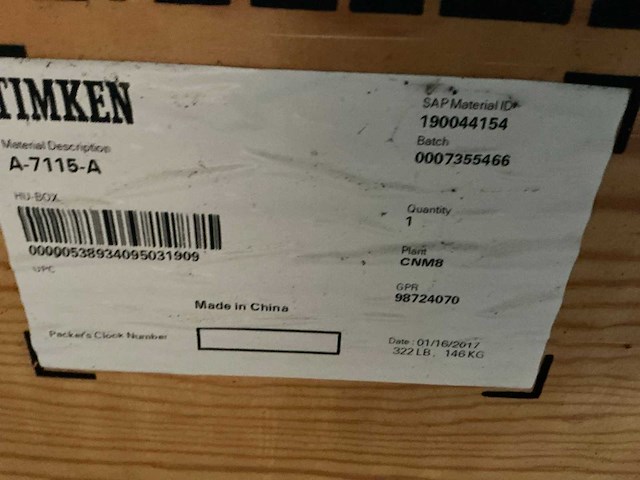 TIMKEN
Material Description
A-7115-A
HU-BOX
00000538934095031909
UPC
Made in China
Packer's Clock Number
SAP Material ID
190044154
Batch
0007355466
Quantity
1
Plant
CNM8
GPR
98724070
Date: 01/16/2017
322 LB, 146 KG